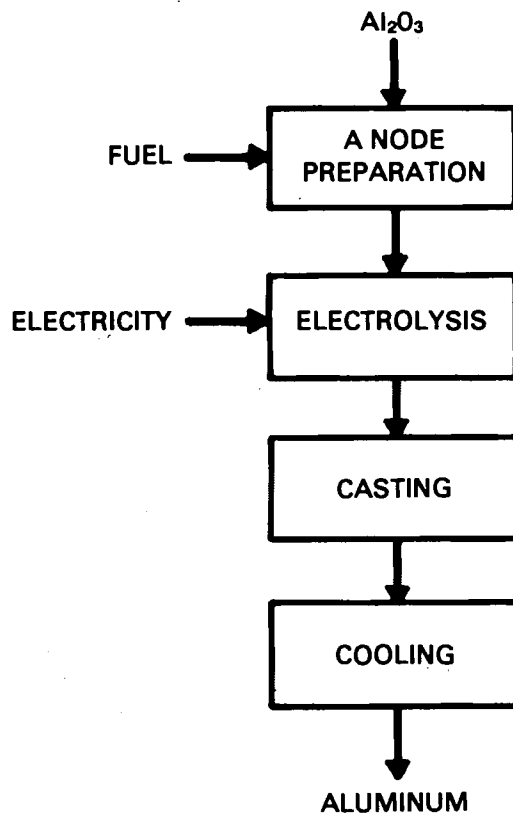 Al₂O₃
FUEL
A NODE
PREPARATION
ELECTRICITY
ELECTROLYSIS
CASTING
COOLING
ALUMINUM